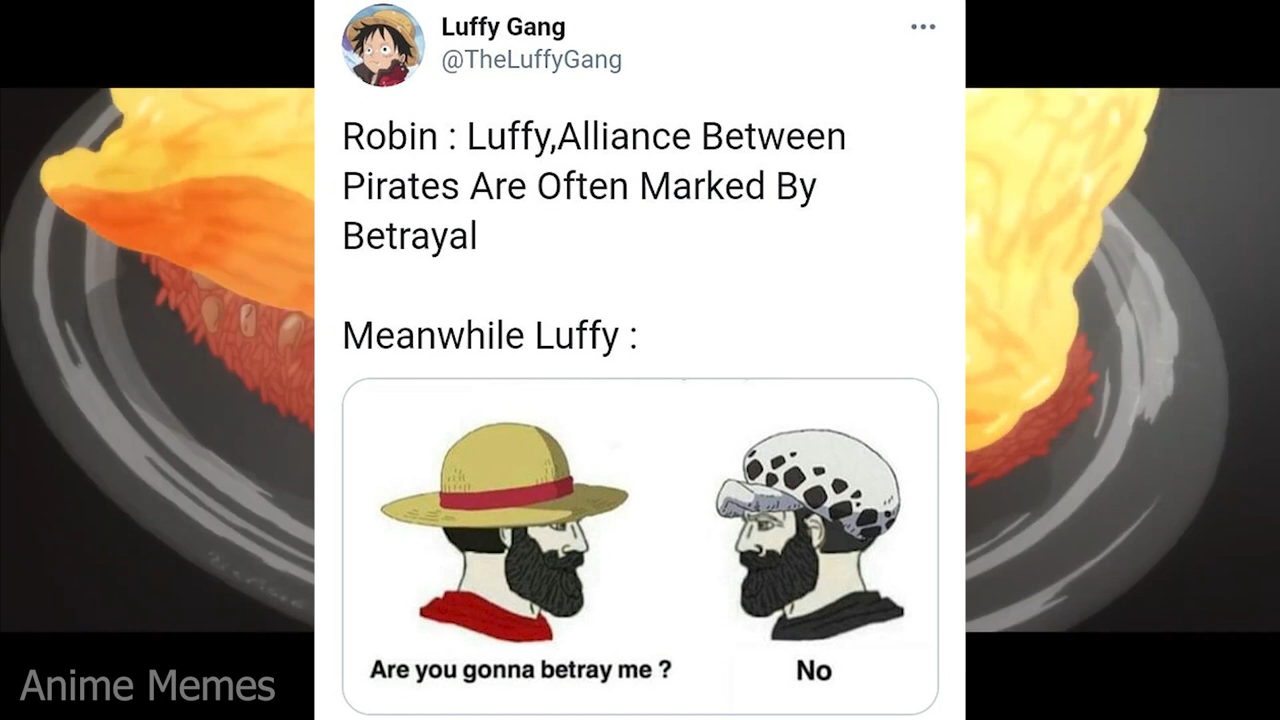 Luffy Gang
@TheLuffyGang
Robin : Luffy,Alliance Between
Pirates Are Often Marked By
Betrayal
Meanwhile Luffy :
Are you gonna betray me ?
No
Anime Memes